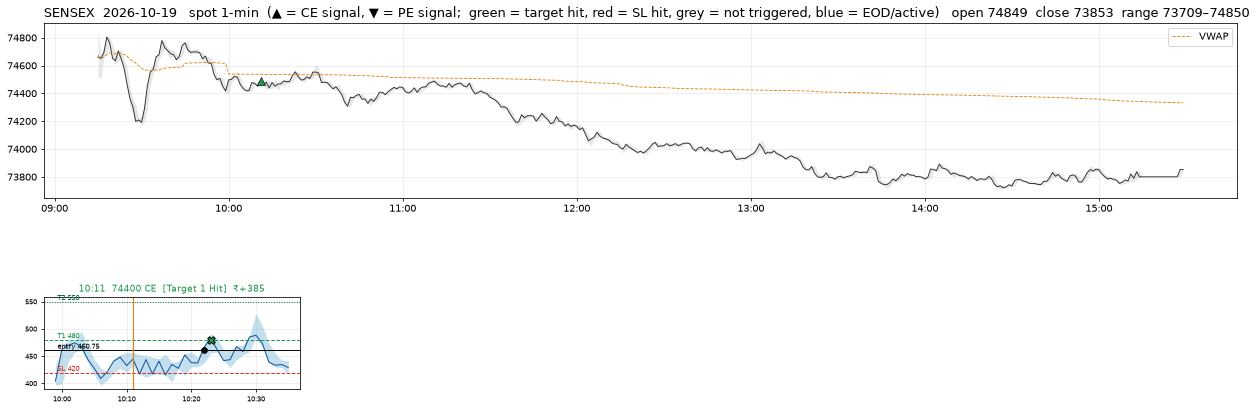 SENSEX 2026-10-19 spot 1-min (▲ = CE signal, ▼ = PE signal; green = target hit, red = SL hit, grey = not triggered, blue = EOD/active) open 74849 close 73853 range 73709–74850
74800
74600
74400
74200
74000
73800
VWAP
09:00 10:00 11:00 12:00 13:00 14:00 15:00
10:11 74400 CE [Target 1 Hit] ₹+385
550
500
450
400
T2 550
T1 480
entry 460.75
SL 420
10:00 10:10 10:20 10:30